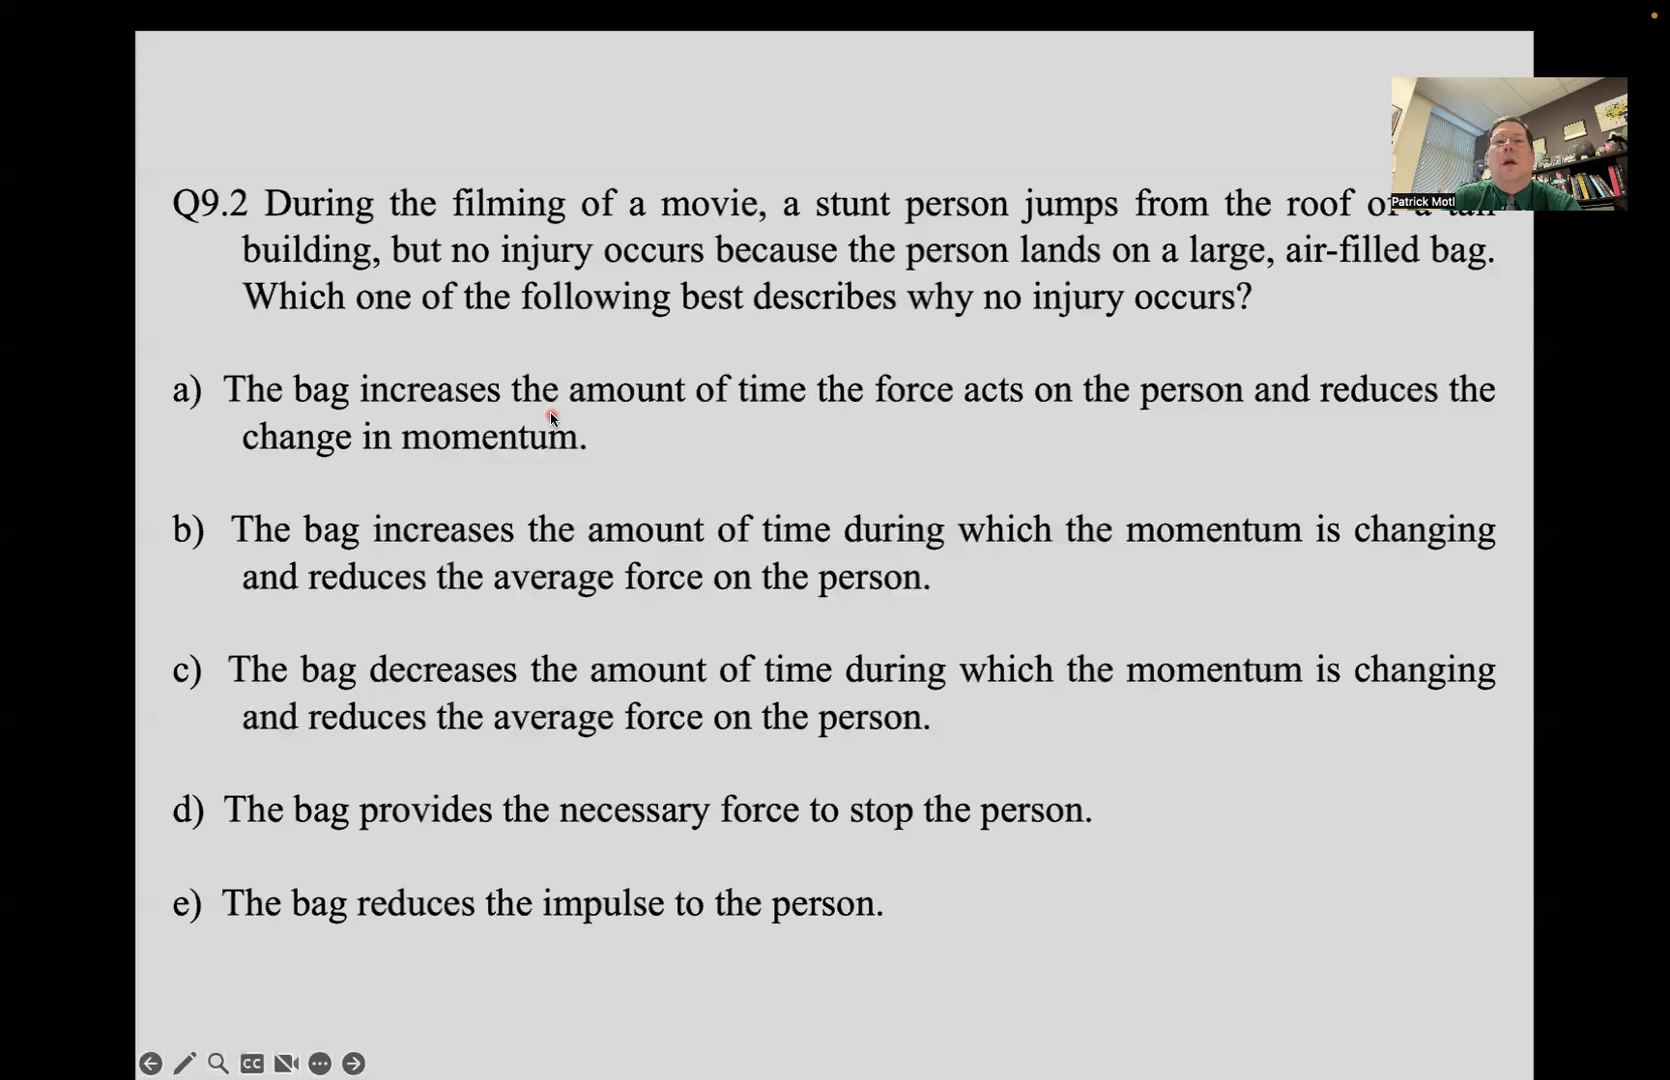 Q9.2 During the filming of a movie, a stunt person jumps from the roof of a tall
building, but no injury occurs because the person lands on a large, air-filled bag.
Which one of the following best describes why no injury occurs?
a) The bag increases the amount of time the force acts on the person and reduces the
change in momentum.
b) The bag increases the amount of time during which the momentum is changing
and reduces the average force on the person.
c) The bag decreases the amount of time during which the momentum is changing
and reduces the average force on the person.
d) The bag provides the necessary force to stop the person.
e) The bag reduces the impulse to the person.
Patrick Motl
CC